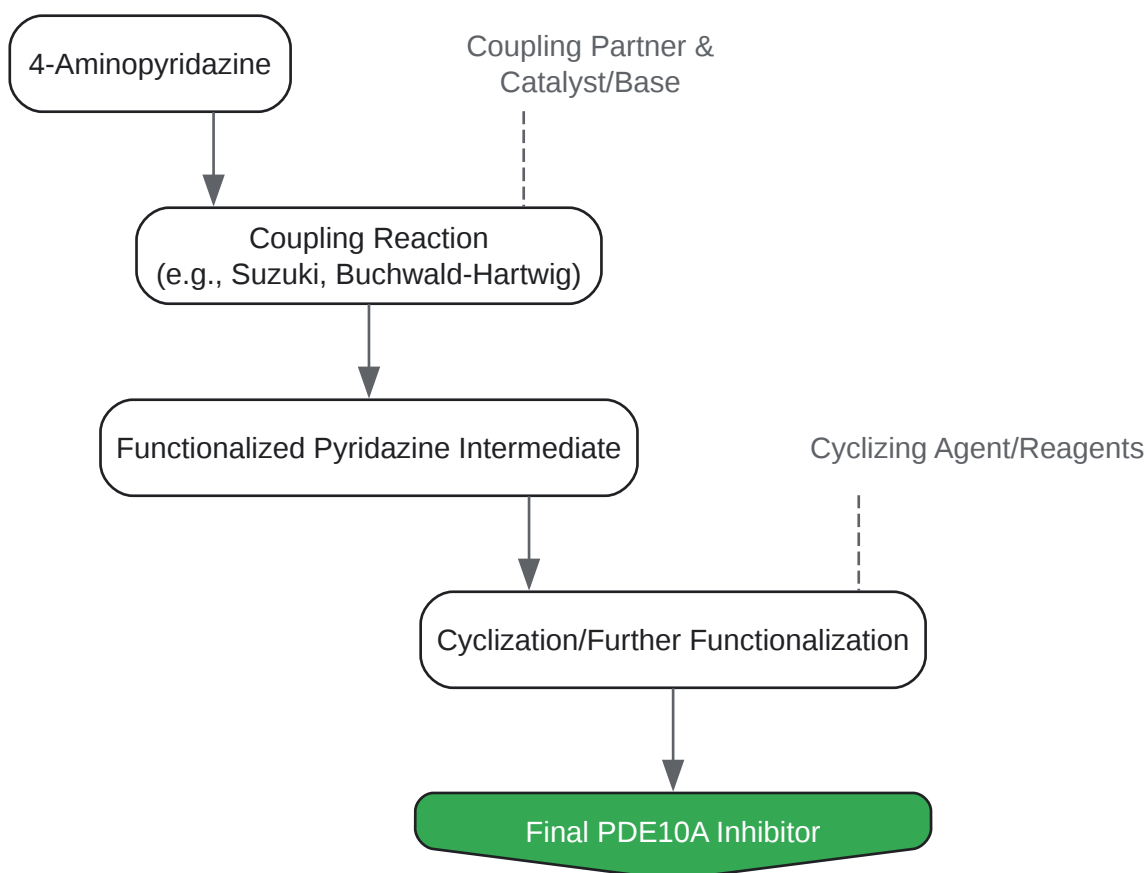 4-Aminopyridazine
Coupling Partner &
Catalyst/Base
Coupling Reaction
(e.g., Suzuki, Buchwald-Hartwig)
Functionalized Pyridazine Intermediate
Cyclizing Agent/Reagents
Cyclization/Further Functionalization
Final PDE10A Inhibitor